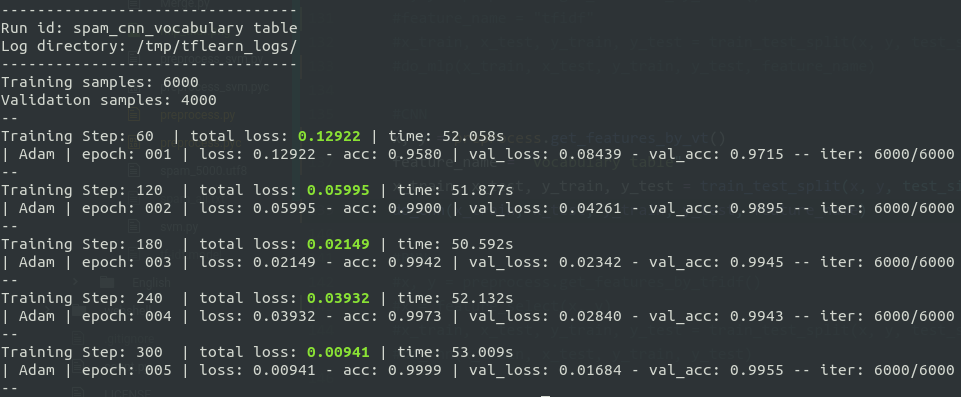 ---------------------------------
Run id: spam_cnn_vocabulary table
Log directory: /tmp/tflearn_logs/
---------------------------------
Training samples: 6000
Validation samples: 4000
--
Training Step: 60  | total loss: 0.12922 | time: 52.058s
| Adam | epoch: 001 | loss: 0.12922 - acc: 0.9580 | val_loss: 0.08439 - val_acc: 0.9715 -- iter: 6000/6000
--
Training Step: 120  | total loss: 0.05995 | time: 51.877s
| Adam | epoch: 002 | loss: 0.05995 - acc: 0.9900 | val_loss: 0.04261 - val_acc: 0.9895 -- iter: 6000/6000
--
Training Step: 180  | total loss: 0.02149 | time: 50.592s
| Adam | epoch: 003 | loss: 0.02149 - acc: 0.9942 | val_loss: 0.02342 - val_acc: 0.9945 -- iter: 6000/6000
--
Training Step: 240  | total loss: 0.03932 | time: 52.132s
| Adam | epoch: 004 | loss: 0.03932 - acc: 0.9973 | val_loss: 0.02840 - val_acc: 0.9943 -- iter: 6000/6000
--
Training Step: 300  | total loss: 0.00941 | time: 53.009s
| Adam | epoch: 005 | loss: 0.00941 - acc: 0.9999 | val_loss: 0.01684 - val_acc: 0.9955 -- iter: 6000/6000
--